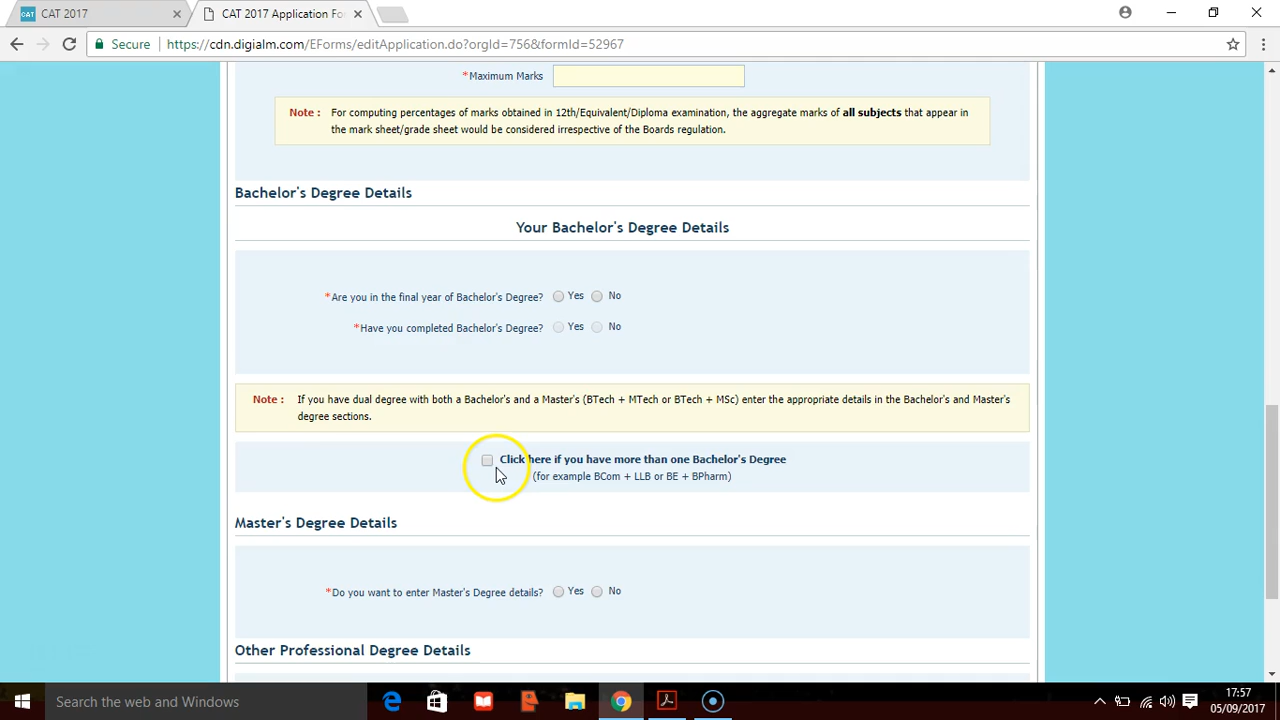 CAT CAT 2017
CAT 2017 Application Fo
Secure https://cdn.digialm.com/EForms/editApplication.do?orgId=756&formId=52967
*Maximum Marks
Note : For computing percentages of marks obtained in 12th/Equivalent/Diploma examination, the aggregate marks of all subjects that appear in
the mark sheet/grade sheet would be considered irrespective of the Boards regulation.
Bachelor's Degree Details
Your Bachelor's Degree Details
*Are you in the final year of Bachelor's Degree? Yes No
*Have you completed Bachelor's Degree? Yes No
Note : If you have dual degree with both a Bachelor's and a Master's (BTech + MTech or BTech + MSc) enter the appropriate details in the Bachelor's and Master's
degree sections.
Click here if you have more than one Bachelor's Degree
(for example BCom + LLB or BE + BPharm)
Master's Degree Details
*Do you want to enter Master's Degree details? Yes No
Other Professional Degree Details
Search the web and Windows
17:57
05/09/2017